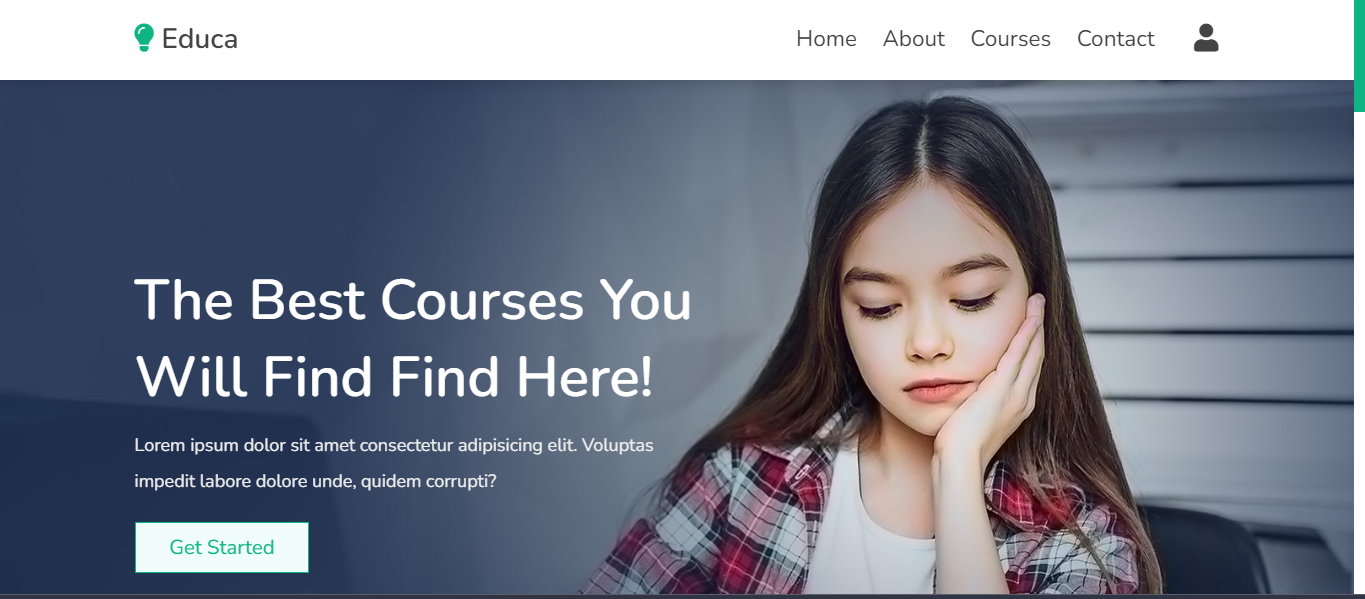 Educa
Home About Courses Contact
The Best Courses You
Will Find Find Here!
Lorem ipsum dolor sit amet consectetur adipisicing elit. Voluptas
impedit labore dolore unde, quidem corrupti?
Get Started